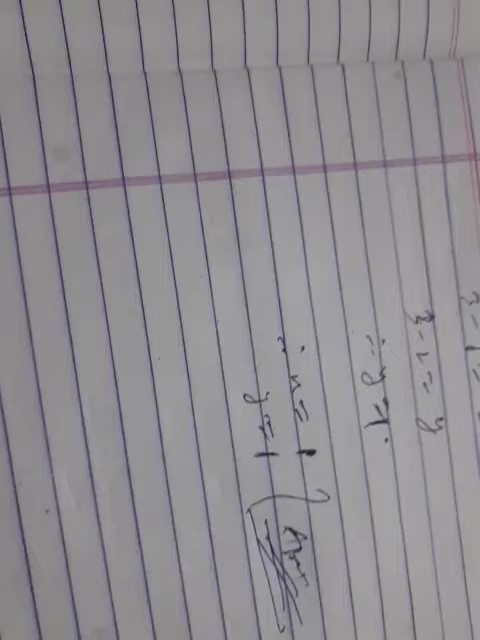 3-2=y
∴ y=1.
∴ x=1
y=1 } Ans